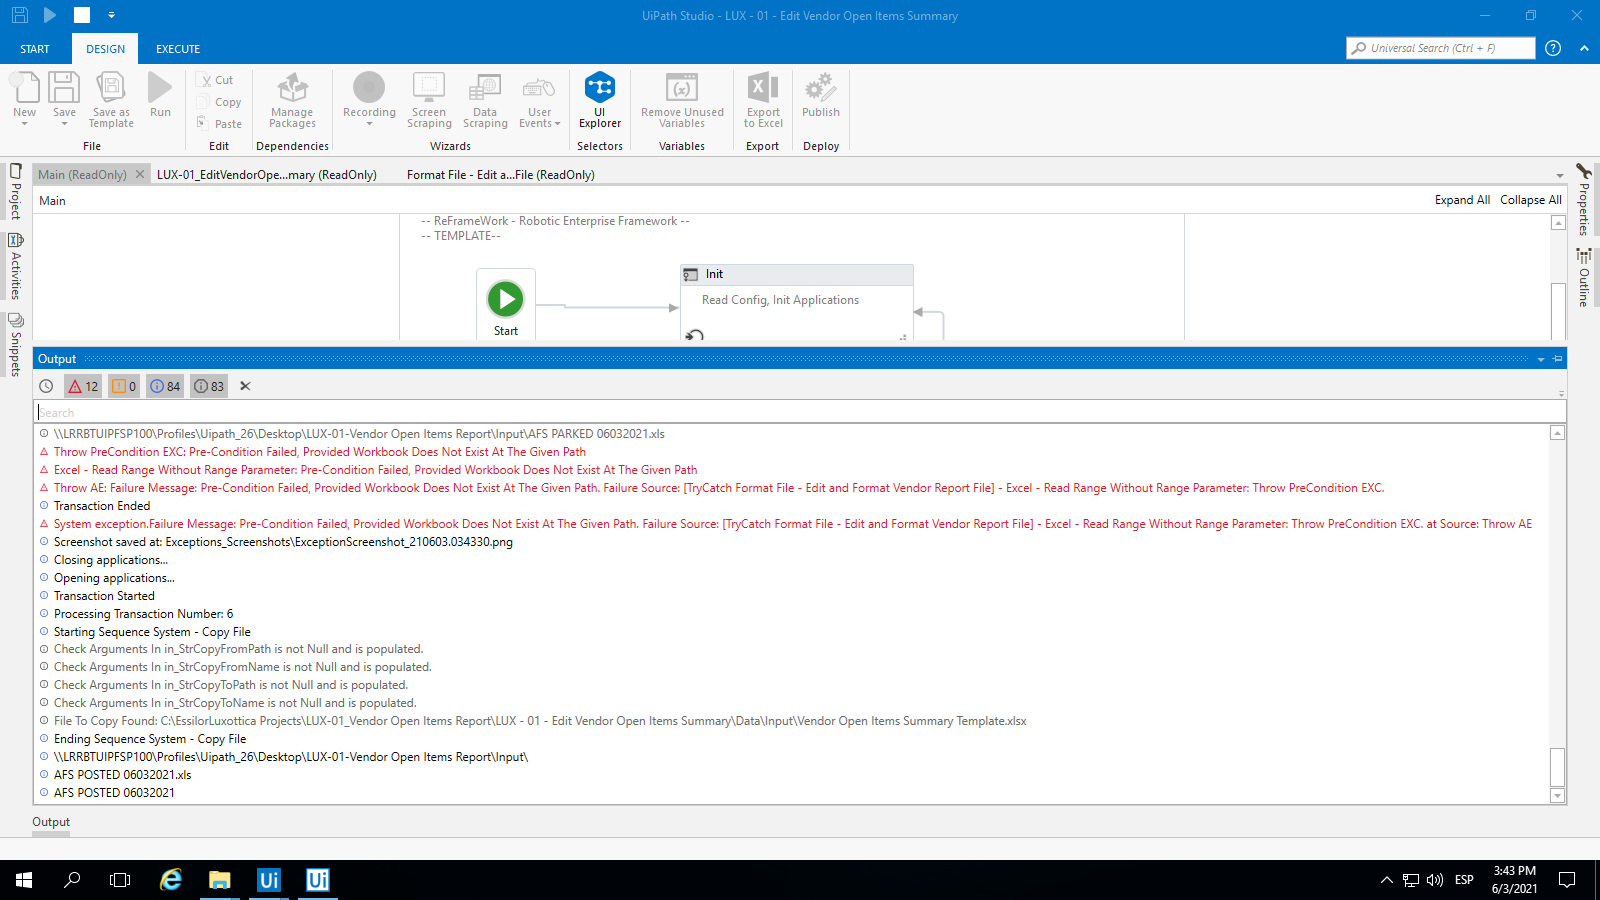 UiPath Studio - LUX - 01 - Edit Vendor Open Items Summary
START
DESIGN
EXECUTE
Universal Search (Ctrl + F)
New
Save
Save as
Template
Run
Cut
Copy
Paste
Manage
Packages
Recording
Screen
Scraping
Data
Scraping
User
Events
UI
Explorer
Remove Unused
Variables
Export
to Excel
Publish
File
Edit
Dependencies
Wizards
Selectors
Variables
Export
Deploy
Project
Activities
Snippets
Properties
Outline
Main (ReadOnly)
LUX-01_EditVendorOpe...mary (ReadOnly)
Format File - Edit a...File (ReadOnly)
Main
Expand All
Collapse All
-- ReFrameWork - Robotic Enterprise Framework --
-- TEMPLATE--
Start
Init
Read Config, Init Applications
Output
12
0
84
83
Search
\\LRRBTUIPFSP100\Profiles\Uipath_26\Desktop\LUX-01-Vendor Open Items Report\Input\AFS PARKED 06032021.xls
Throw PreCondition EXC: Pre-Condition Failed, Provided Workbook Does Not Exist At The Given Path
Excel - Read Range Without Range Parameter: Pre-Condition Failed, Provided Workbook Does Not Exist At The Given Path
Throw AE: Failure Message: Pre-Condition Failed, Provided Workbook Does Not Exist At The Given Path. Failure Source: [TryCatch Format File - Edit and Format Vendor Report File] - Excel - Read Range Without Range Parameter: Throw PreCondition EXC.
Transaction Ended
System exception.Failure Message: Pre-Condition Failed, Provided Workbook Does Not Exist At The Given Path. Failure Source: [TryCatch Format File - Edit and Format Vendor Report File] - Excel - Read Range Without Range Parameter: Throw PreCondition EXC. at Source: Throw AE
Screenshot saved at: Exceptions_Screenshots\ExceptionScreenshot_210603.034330.png
Closing applications...
Opening applications...
Transaction Started
Processing Transaction Number: 6
Starting Sequence System - Copy File
Check Arguments In in_StrCopyFromPath is not Null and is populated.
Check Arguments In in_StrCopyFromName is not Null and is populated.
Check Arguments In in_StrCopyToPath is not Null and is populated.
Check Arguments In in_StrCopyToName is not Null and is populated.
File To Copy Found: C:\EssilorLuxottica Projects\LUX-01_Vendor Open Items Report\LUX - 01 - Edit Vendor Open Items Summary\Data\Input\Vendor Open Items Summary Template.xlsx
Ending Sequence System - Copy File
\\LRRBTUIPFSP100\Profiles\Uipath_26\Desktop\LUX-01-Vendor Open Items Report\Input\
AFS POSTED 06032021.xls
AFS POSTED 06032021
Output
Ui
Ui
ESP
3:43 PM
6/3/2021